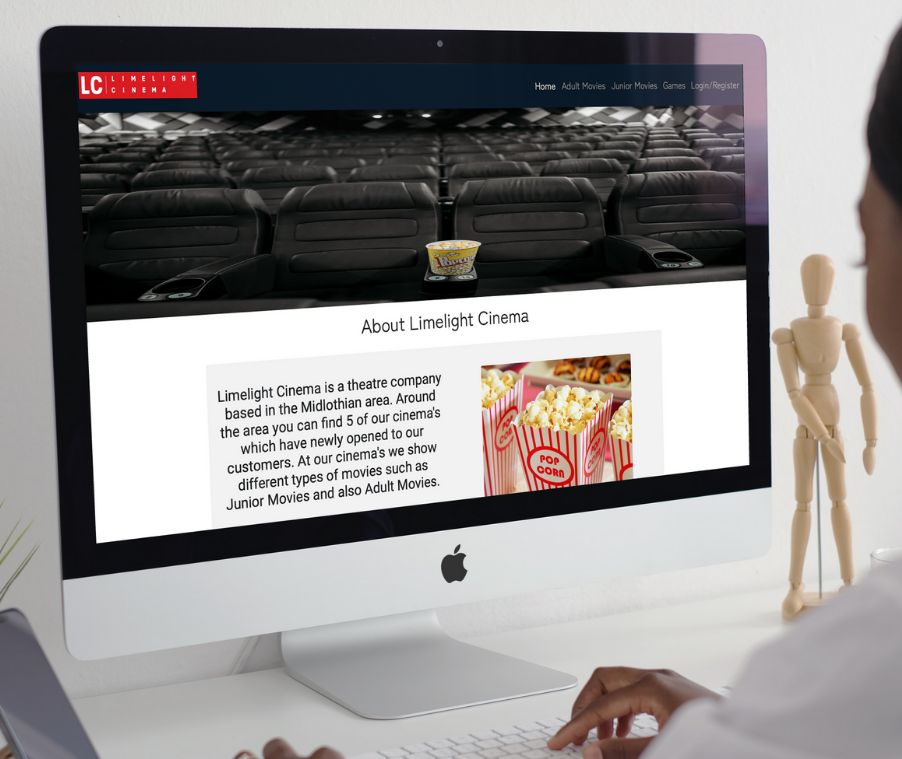 LC LIMELIGHT
CINEMA
Home Adult Movies Junior Movies Games Login/Register
About Limelight Cinema
Limelight Cinema is a theatre company
based in the Midlothian area. Around
the area you can find 5 of our cinema's
which have newly opened to our
customers. At our cinema's we show
different types of movies such as
Junior Movies and also Adult Movies.
POP
CORN